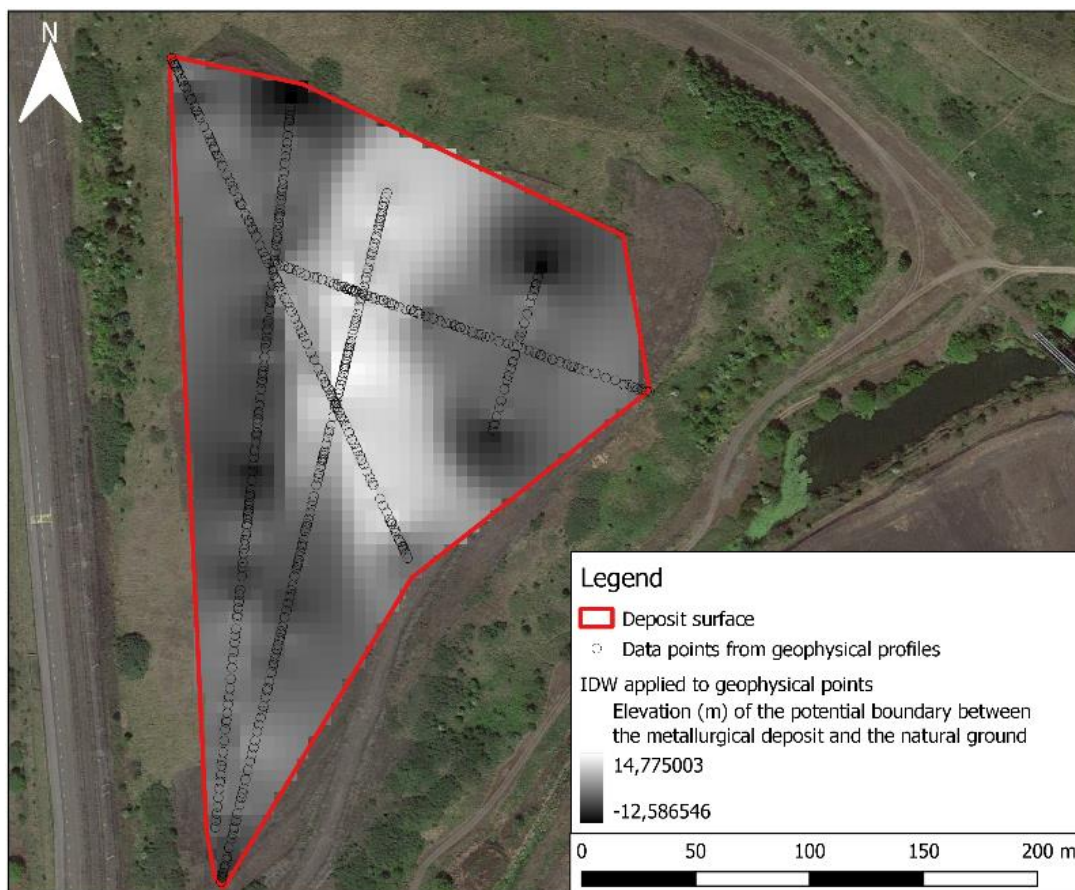 N
Legend
Deposit surface
Data points from geophysical profiles
IDW applied to geophysical points
Elevation (m) of the potential boundary between
the metallurgical deposit and the natural ground
14,775003
-12,586546
0 50 100 150 200 m